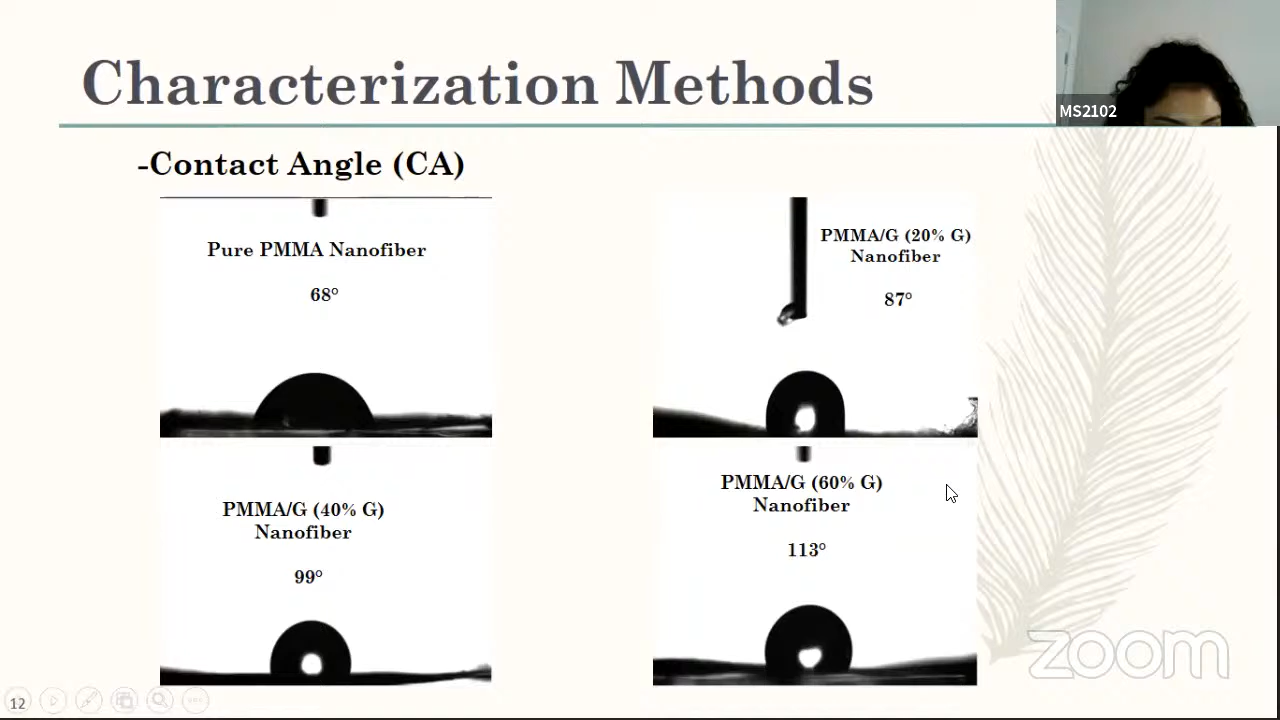 Characterization Methods
MS2102
-Contact Angle (CA)
Pure PMMA Nanofiber
68°
PMMA/G (20% G)
Nanofiber
87°
PMMA/G (40% G)
Nanofiber
99°
PMMA/G (60% G)
Nanofiber
113°
zoom
12